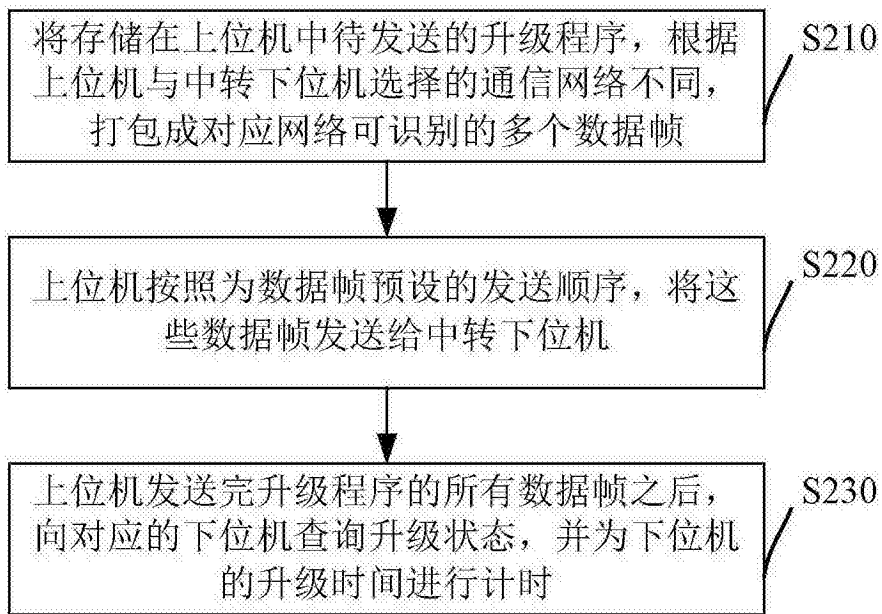 将存储在上位机中待发送的升级程序，根据
上位机与中转下位机选择的通信网络不同，
打包成对应网络可识别的多个数据帧
S210
上位机按照为数据帧预设的发送顺序，将这
些数据帧发送给中转下位机
S220
上位机发送完升级程序的所有数据帧之后，
向对应的下位机查询升级状态，并为下位机
的升级时间进行计时
S230